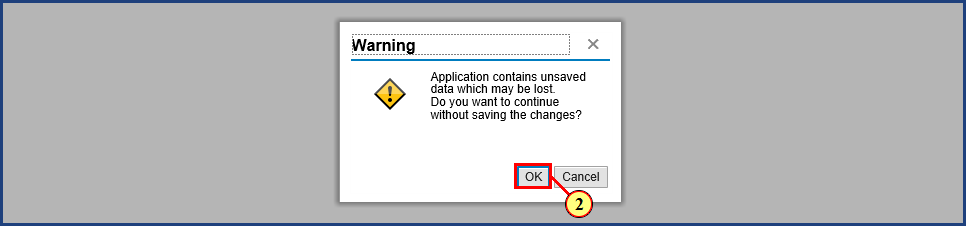 Warning
Application contains unsaved
data which may be lost.
Do you want to continue
without saving the changes?
OK Cancel
2